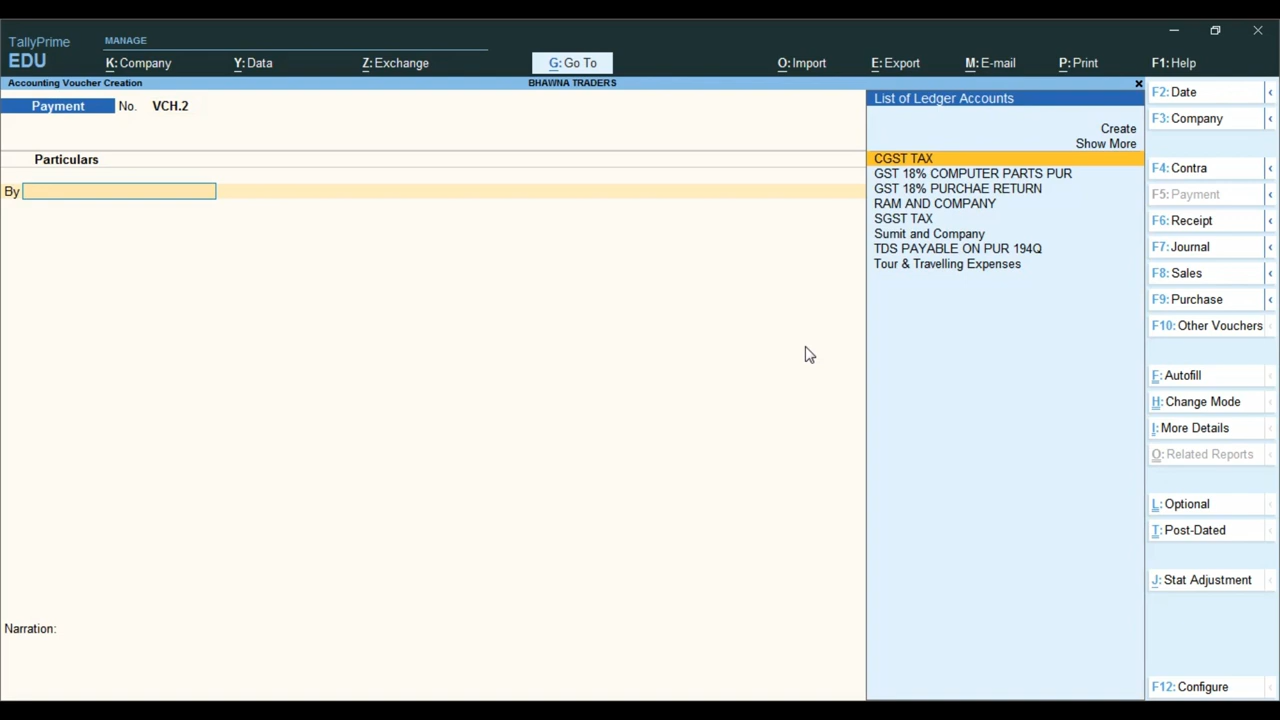 TallyPrime
EDU
MANAGE
K: Company
Y: Data
Z: Exchange
G: Go To
O: Import
E: Export
M: E-mail
P: Print
F1: Help
Accounting Voucher Creation
BHAWNA TRADERS
Payment No. VCH.2
Particulars
By
Narration:
List of Ledger Accounts
Create
Show More
CGST TAX
GST 18% COMPUTER PARTS PUR
GST 18% PURCHAE RETURN
RAM AND COMPANY
SGST TAX
Sumit and Company
TDS PAYABLE ON PUR 194Q
Tour & Travelling Expenses
F2: Date
F3: Company
F4: Contra
F5: Payment
F6: Receipt
F7: Journal
F8: Sales
F9: Purchase
F10: Other Vouchers
F: Autofill
H: Change Mode
I: More Details
O: Related Reports
L: Optional
T: Post-Dated
J: Stat Adjustment
F12: Configure